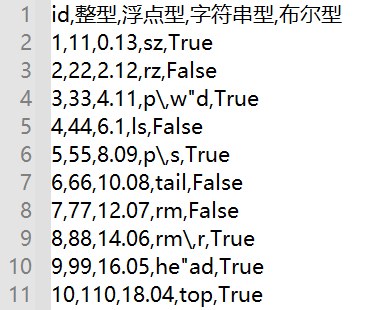 1 id,整型,浮点型,字符串型,布尔型
2 1,11,0.13,sz,True
3 2,22,2.12,rz,False
4 3,33,4.11,p\,w"d,True
5 4,44,6.1,ls,False
6 5,55,8.09,p\,s,True
7 6,66,10.08,tail,False
8 7,77,12.07,rm,False
9 8,88,14.06,rm\,r,True
10 9,99,16.05,he"ad,True
11 10,110,18.04,top,True